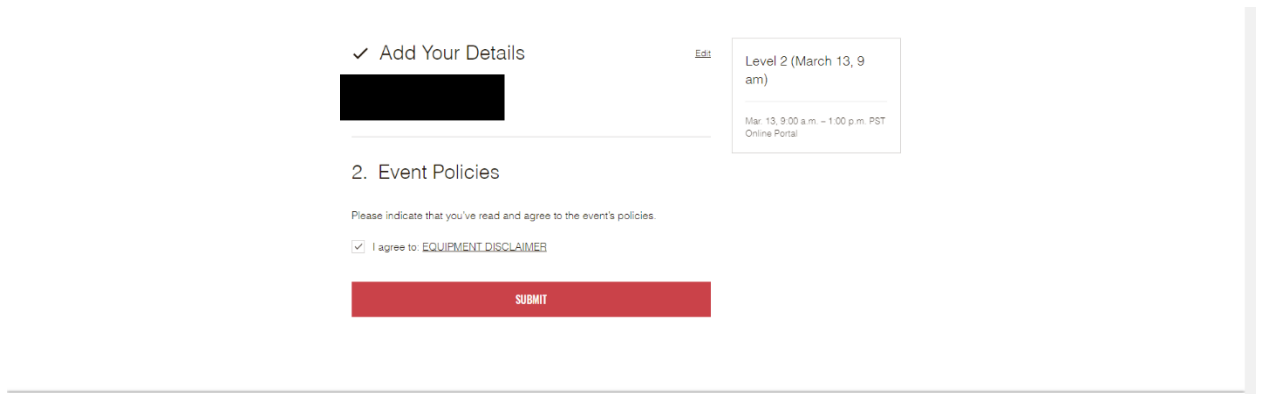 Add Your Details
Edit
Level 2 (March 13, 9
am)
Mar. 13, 9:00 a.m. – 1:00 p.m. PST
Online Portal
2. Event Policies
Please indicate that you've read and agree to the event's policies.
I agree to: EQUIPMENT DISCLAIMER
SUBMIT